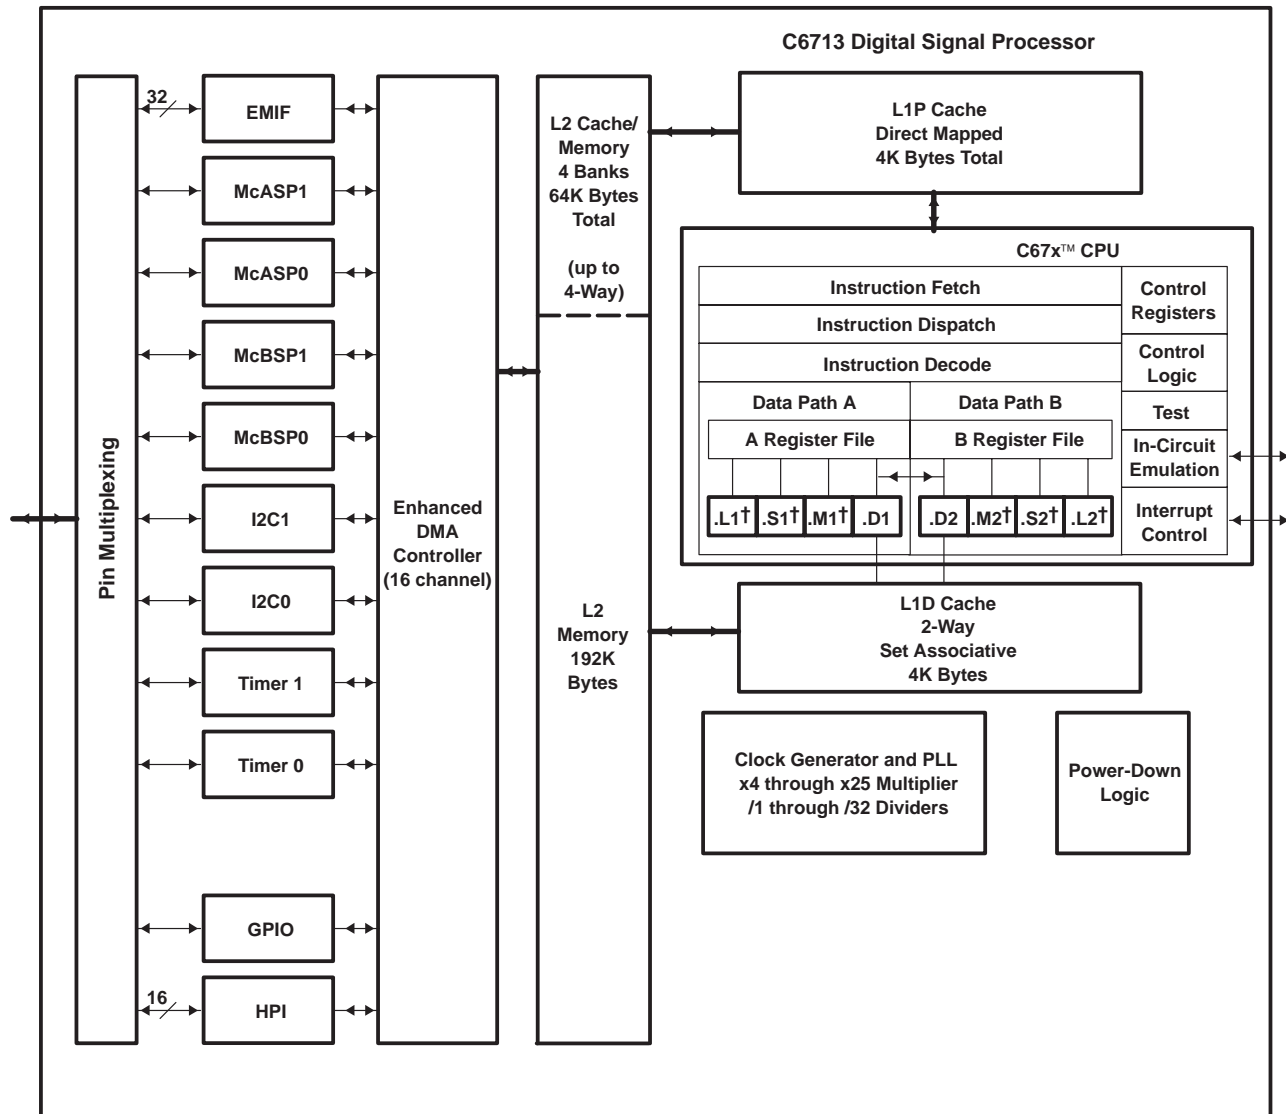 C6713 Digital Signal Processor
Pin Multiplexing
32
EMIF
McASP1
McASP0
McBSP1
McBSP0
I2C1
I2C0
Timer 1
Timer 0
GPIO
16
HPI
Enhanced
DMA
Controller
(16 channel)
L2 Cache/
Memory
4 Banks
64K Bytes
Total
(up to
4-Way)
L2
Memory
192K
Bytes
L1P Cache
Direct Mapped
4K Bytes Total
C67x™ CPU
Instruction Fetch
Instruction Dispatch
Instruction Decode
Data Path A
Data Path B
A Register File
B Register File
.L1† .S1† .M1† .D1
.D2 .M2† .S2† .L2†
Control
Registers
Control
Logic
Test
In-Circuit
Emulation
Interrupt
Control
L1D Cache
2-Way
Set Associative
4K Bytes
Clock Generator and PLL
x4 through x25 Multiplier
/1 through /32 Dividers
Power-Down
Logic